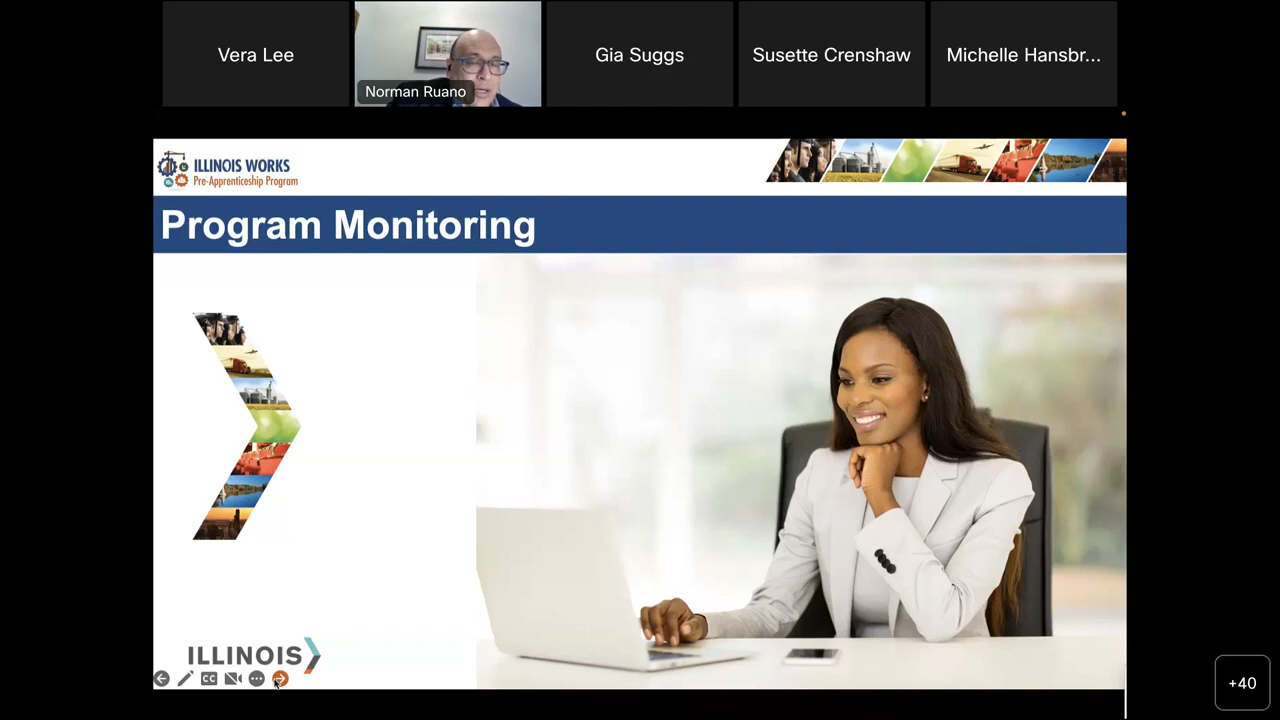 Vera Lee
Norman Ruano
Gia Suggs
Susette Crenshaw
Michelle Hansbr...
ILLINOIS WORKS
Pre-Apprenticeship Program
Program Monitoring
ILLINOIS
CC
+40